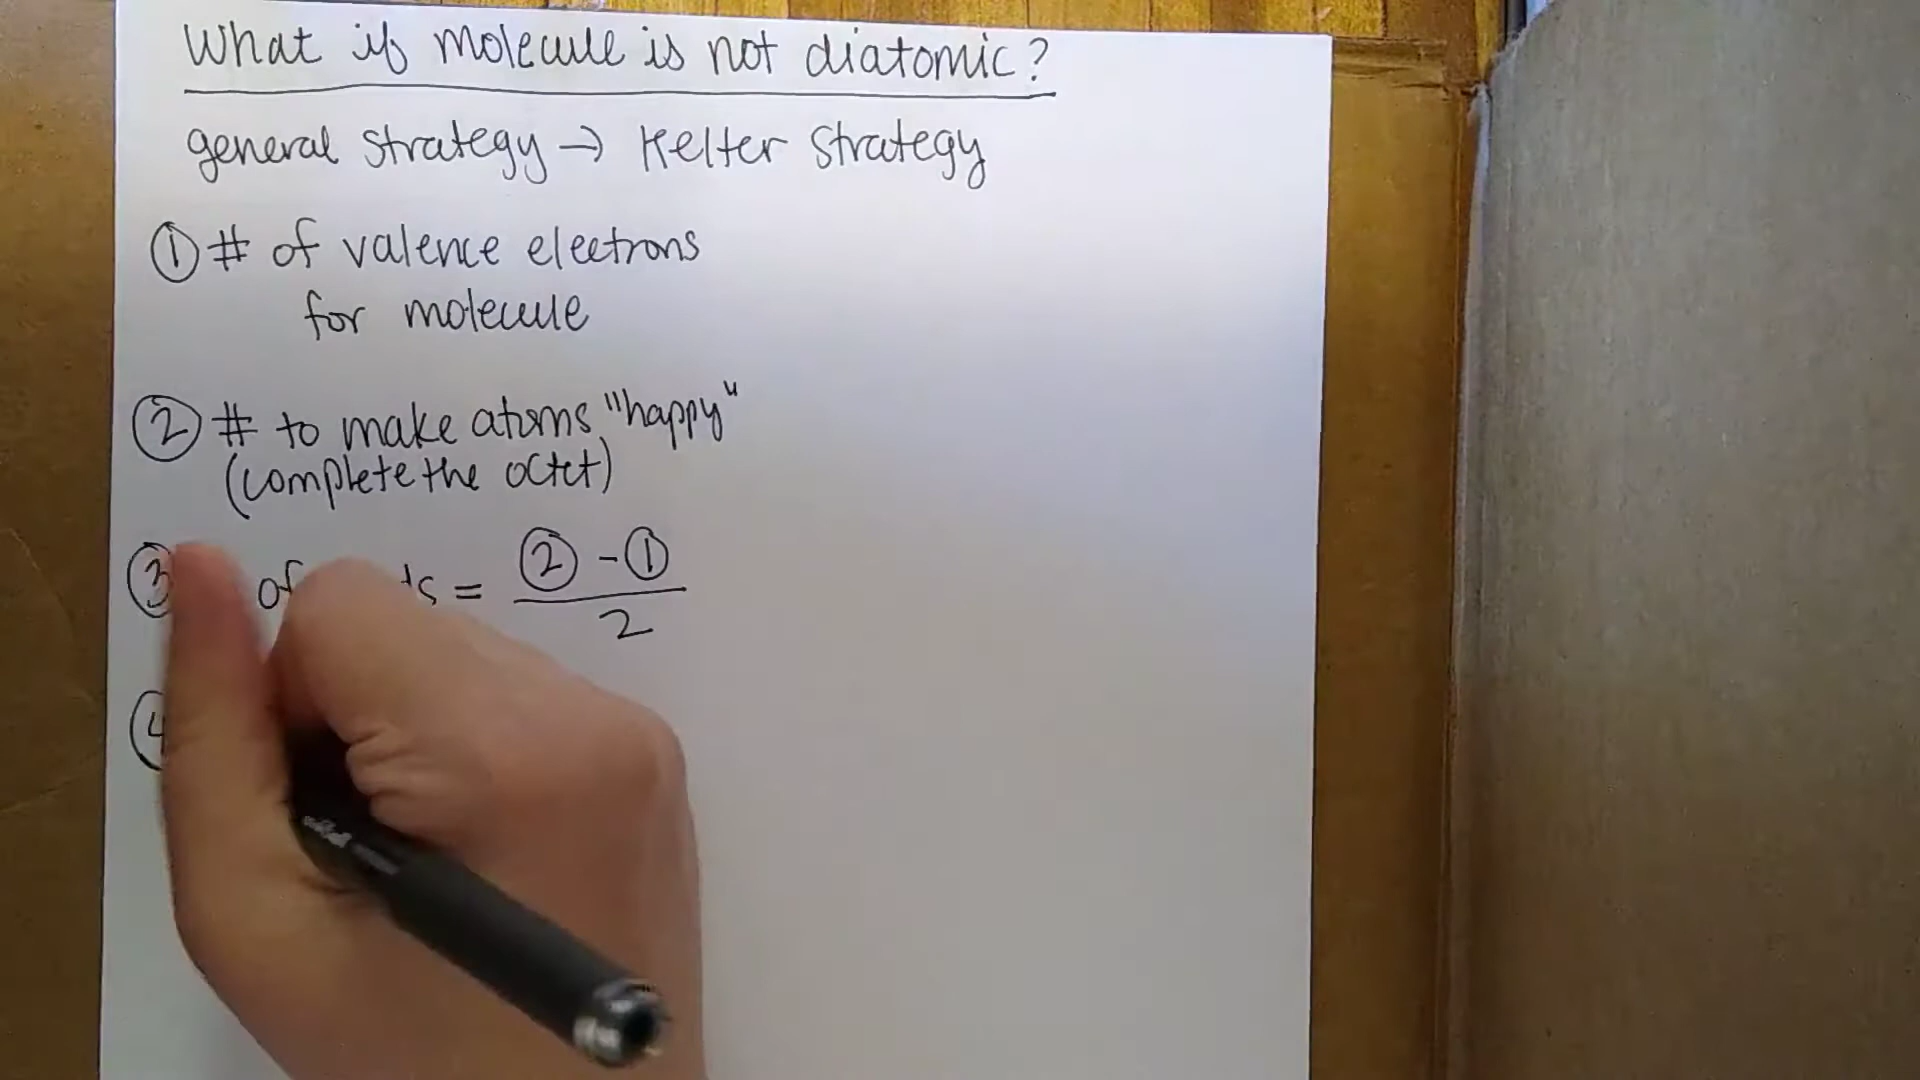 What if molecule is not diatomic?
general strategy → Kelter strategy
① # of valence electrons
for molecule
② # to make atoms "happy"
(complete the octet)
③ of = ② - ①
2
④